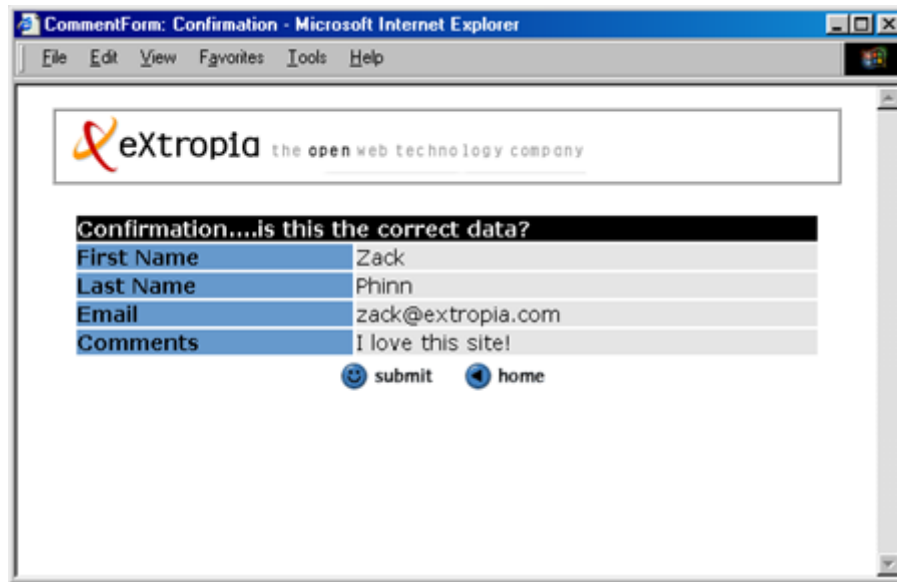 CommentForm: Confirmation - Microsoft Internet Explorer
File Edit View Favorites Tools Help
eXtropia the open web technology company
Confirmation....is this the correct data?
First Name Zack
Last Name Phinn
Email zack@extropia.com
Comments I love this site!
submit home